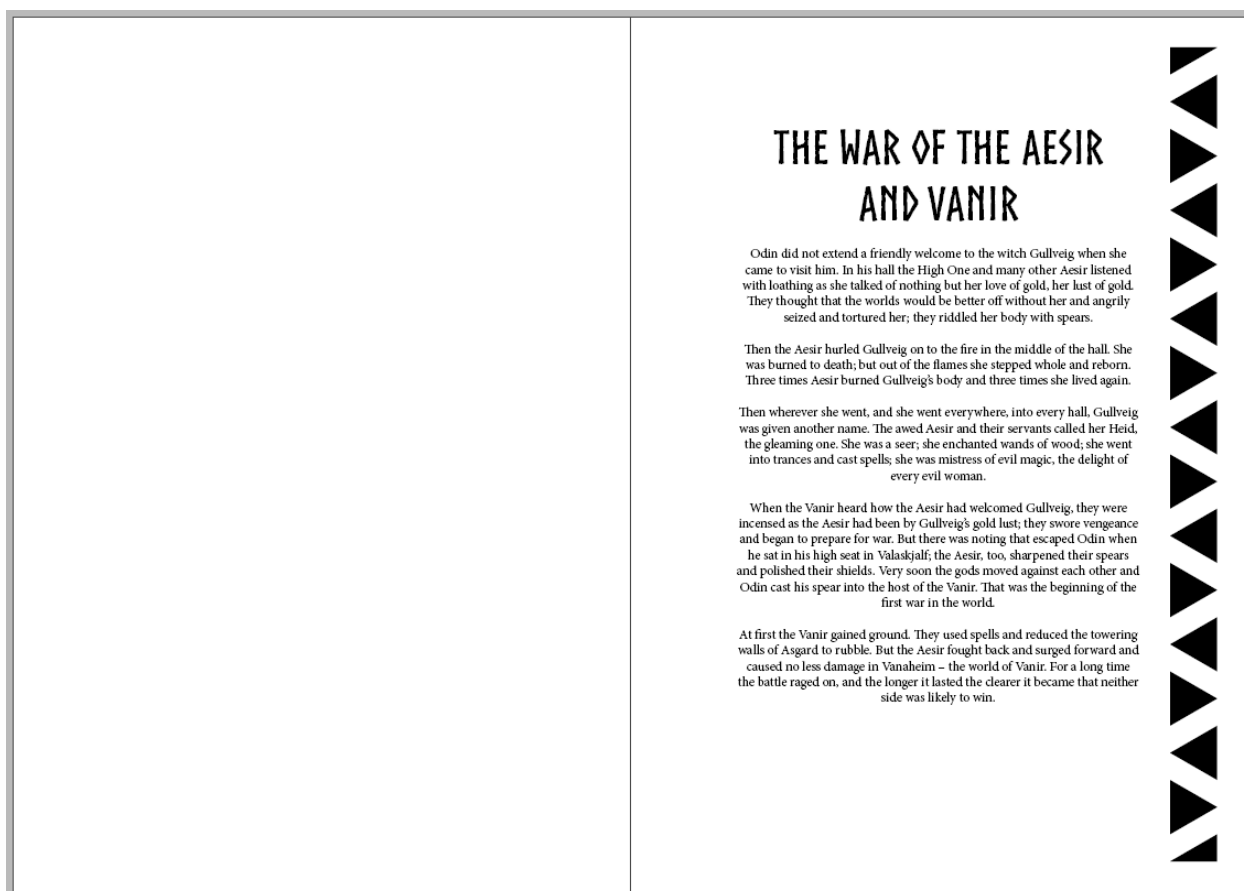 THE WAR OF THE AESIR
AND VANIR
Odin did not extend a friendly welcome to the witch Gullveig when she
came to visit him. In his hall the High One and many other Aesir listened
with loathing as she talked of nothing but her love of gold, her lust of gold.
They thought that the worlds would be better off without her and angrily
seized and tortured her; they riddled her body with spears.
Then the Aesir hurled Gullveig on to the fire in the middle of the hall. She
was burned to death; but out of the flames she stepped whole and reborn.
Three times Aesir burned Gullveig's body and three times she lived again.
Then wherever she went, and she went everywhere, into every hall, Gullveig
was given another name. The awed Aesir and their servants called her Heid,
the gleaming one. She was a seer; she enchanted wands of wood; she went
into trances and cast spells; she was mistress of evil magic, the delight of
every evil woman.
When the Vanir heard how the Aesir had welcomed Gullveig, they were
incensed as the Aesir had been by Gullveig's gold lust; they swore vengeance
and began to prepare for war. But there was noting that escaped Odin when
he sat in his high seat in Valaskjalf; the Aesir, too, sharpened their spears
and polished their shields. Very soon the gods moved against each other and
Odin cast his spear into the host of the Vanir. That was the beginning of the
first war in the world.
At first the Vanir gained ground. They used spells and reduced the towering
walls of Asgard to rubble. But the Aesir fought back and surged forward and
caused no less damage in Vanaheim – the world of Vanir. For a long time
the battle raged on, and the longer it lasted the clearer it became that neither
side was likely to win.